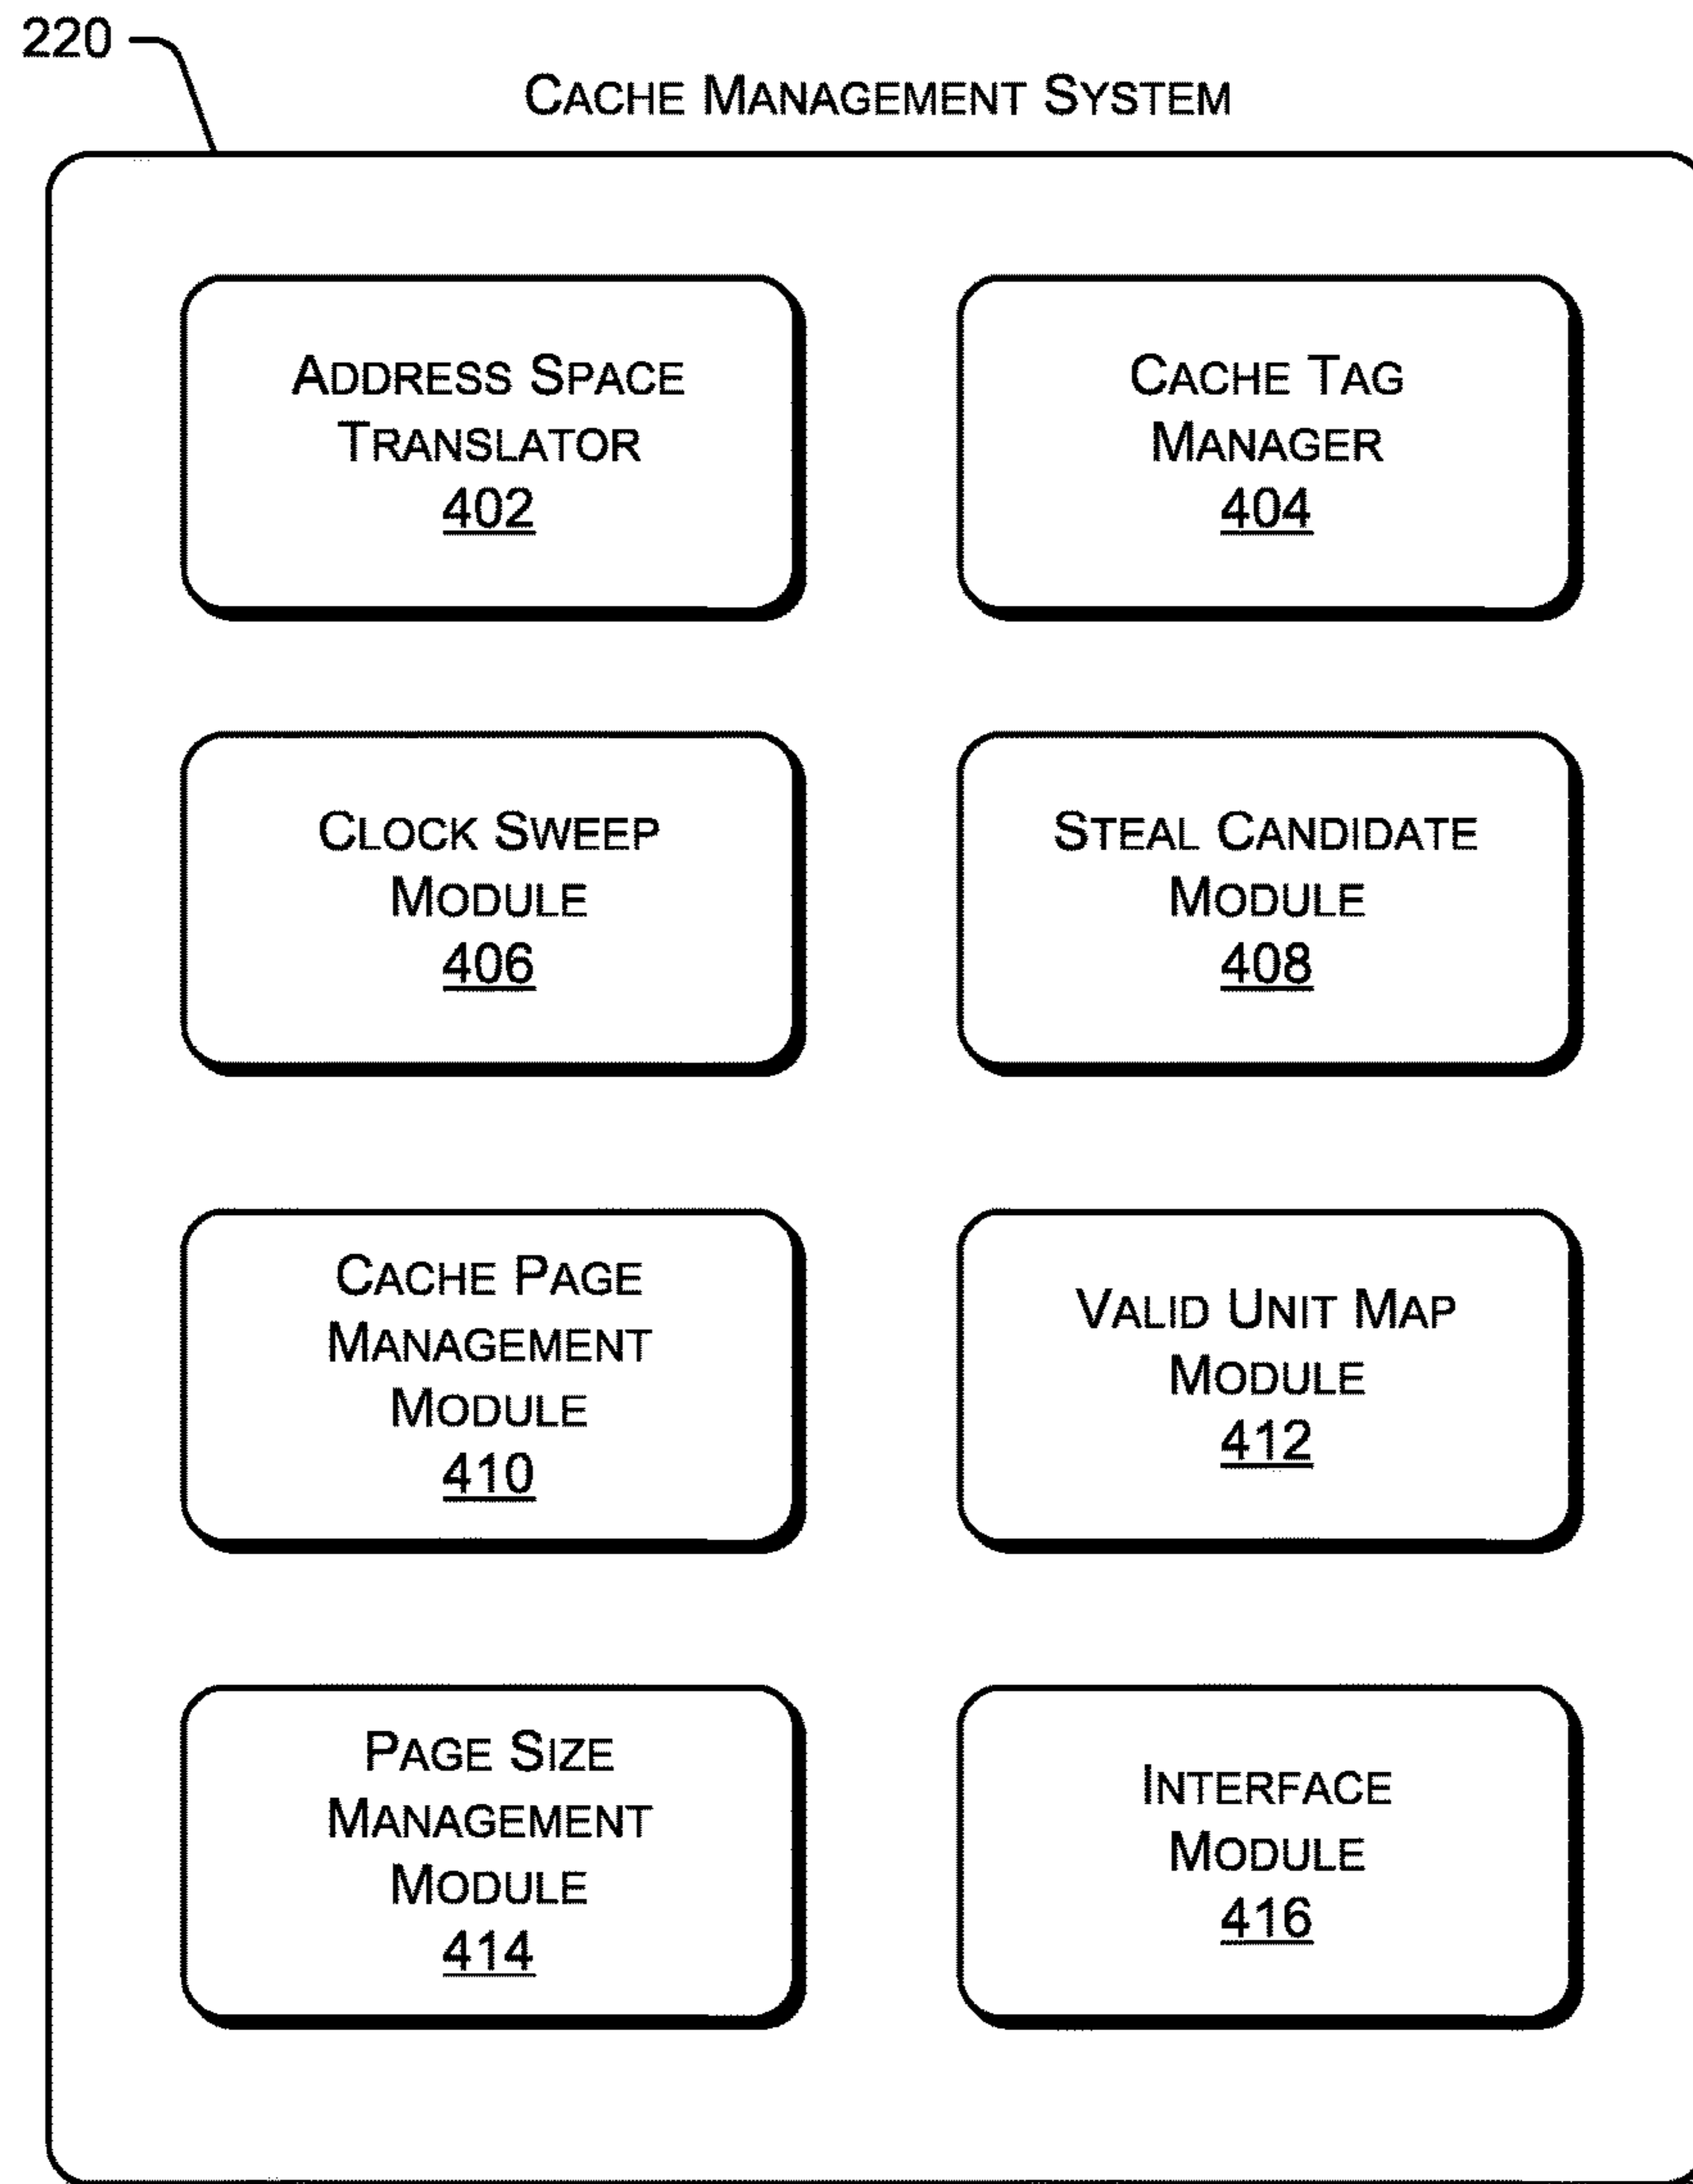 220
CACHE MANAGEMENT SYSTEM
ADDRESS SPACE
TRANSLATOR
402
CACHE TAG
MANAGER
404
CLOCK SWEEP
MODULE
406
STEAL CANDIDATE
MODULE
408
CACHE PAGE
MANAGEMENT
MODULE
410
VALID UNIT MAP
MODULE
412
PAGE SIZE
MANAGEMENT
MODULE
414
INTERFACE
MODULE
416